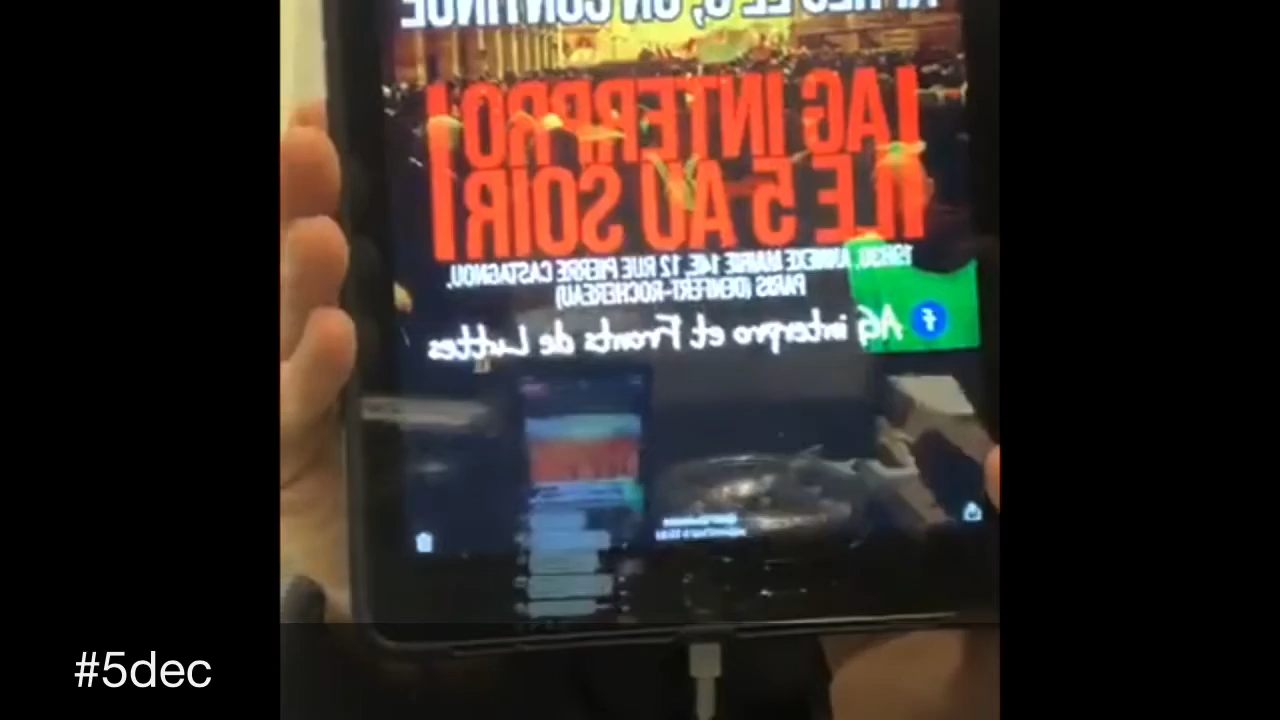 APRÈS LE 5, ON CONTINUE
[AG INTERPRO]
[LE 5 AU SOIR]
19H30, ANNEXE MAIRIE 14E, 12 RUE PIERRE CASTAGNOU,
PARIS (DENFERT-ROCHEREAU)
f AG interpro et Fronts de Luttes
#5dec